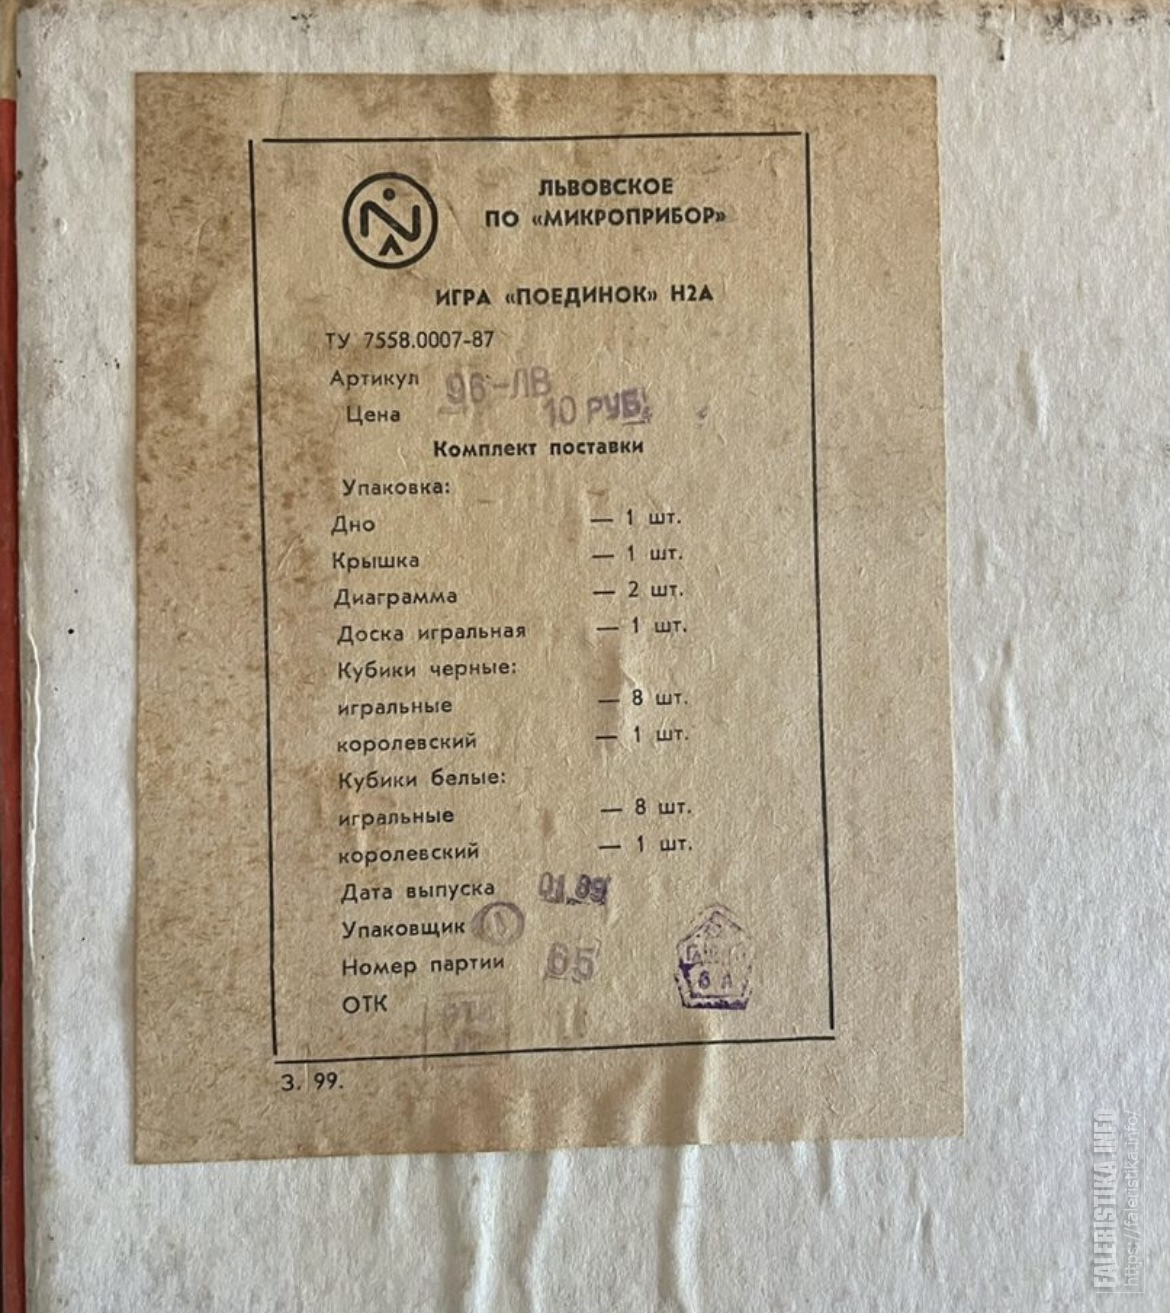 ЛЬВОВСКОЕ
ПО «МИКРОПРИБОР»
ИГРА «ПОЕДИНОК» Н2А
ТУ 7558.0007-87
Артикул 96-ЛВ
Цена 10 РУБ.
Комплект поставки
Упаковка:
Дно — 1 шт.
Крышка — 1 шт.
Диаграмма — 2 шт.
Доска игральная — 1 шт.
Кубики черные:
игральные — 8 шт.
королевский — 1 шт.
Кубики белые:
игральные — 8 шт.
королевский — 1 шт.
Дата выпуска 01.89
Упаковщик
Номер партии 65
ОТК
З. 99.
FALERISTIKA.INFO
https://faleristika.info/